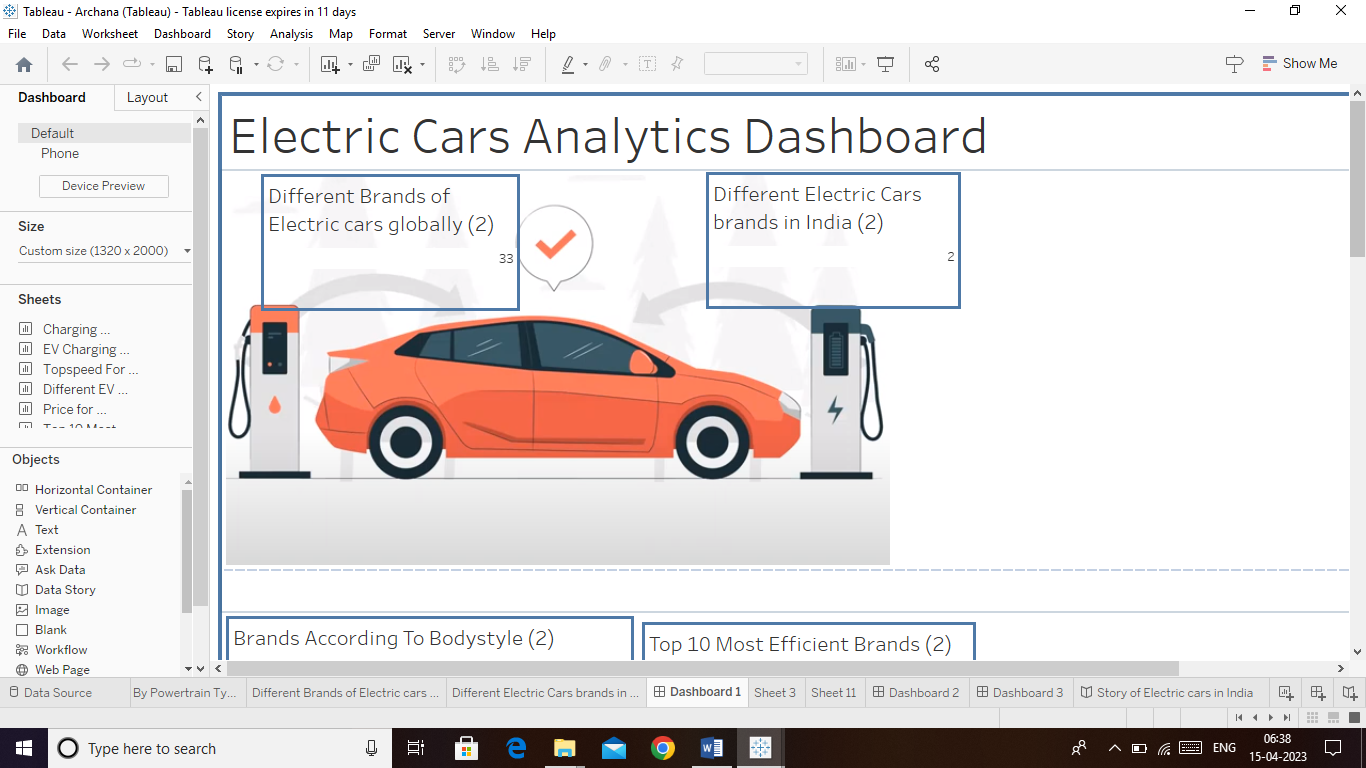 Tableau - Archana (Tableau) - Tableau license expires in 11 days
File Data Worksheet Dashboard Story Analysis Map Format Server Window Help
Show Me
Dashboard Layout
Default
Phone
Device Preview
Size
Custom size (1320 x 2000)
Sheets
Charging ...
EV Charging ...
Topspeed For ...
Different EV ...
Price for ...
Top 10 Most
Objects
Horizontal Container
Vertical Container
Text
Extension
Ask Data
Data Story
Image
Blank
Workflow
Web Page
Electric Cars Analytics Dashboard
Different Brands of
Electric cars globally (2)
33
Different Electric Cars
brands in India (2)
2
Brands According To Bodystyle (2)
Top 10 Most Efficient Brands (2)
Data Source By Powertrain Ty... Different Brands of Electric cars ... Different Electric Cars brands in ... Dashboard 1 Sheet 3 Sheet 11 Dashboard 2 Dashboard 3 Story of Electric cars in India
Type here to search
ENG
06:38
15-04-2023